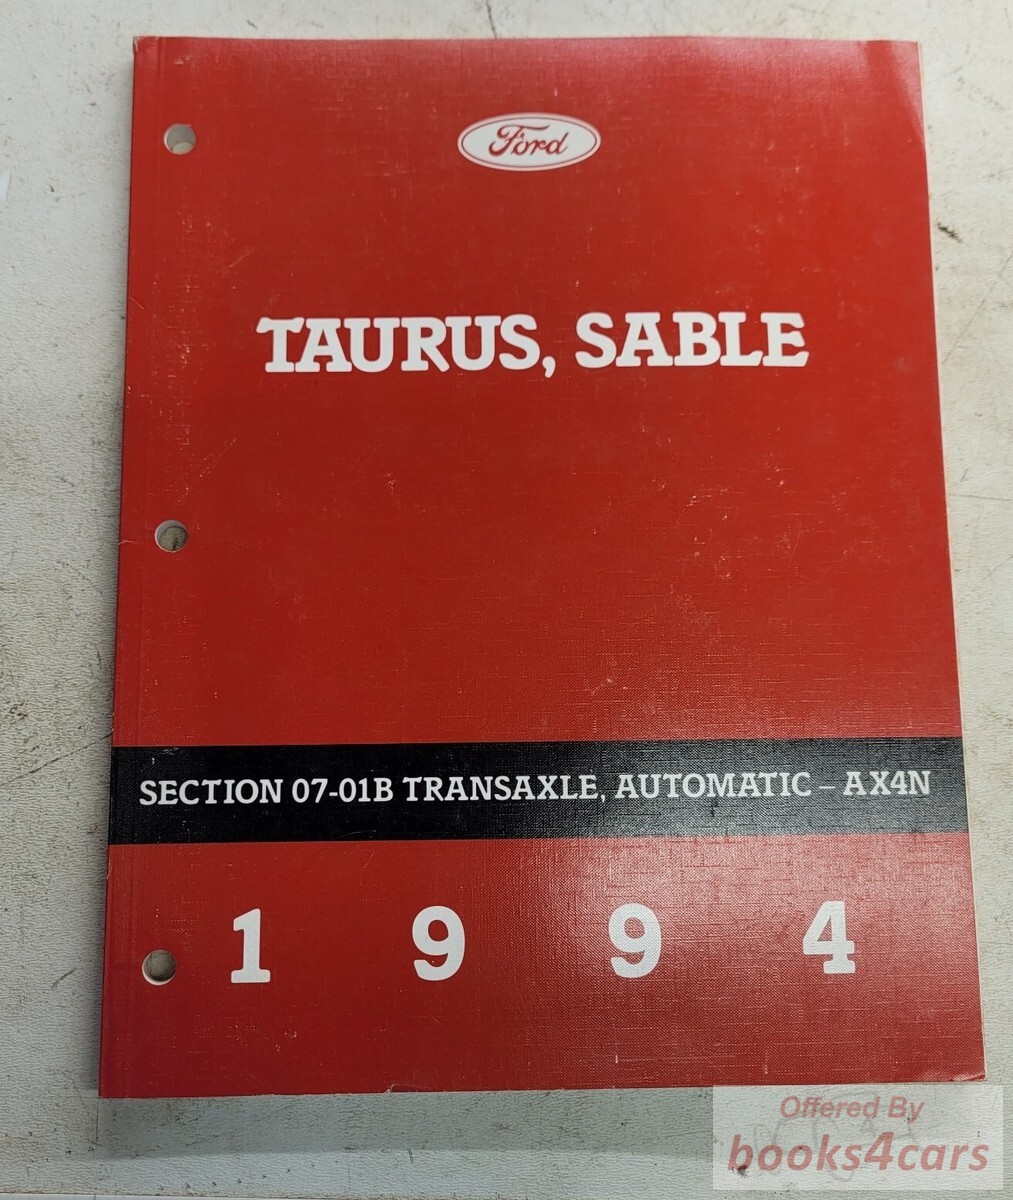 Ford
TAURUS, SABLE
SECTION 07-01B TRANSAXLE, AUTOMATIC – AX4N
1 9 9 4
Offered By
books4cars